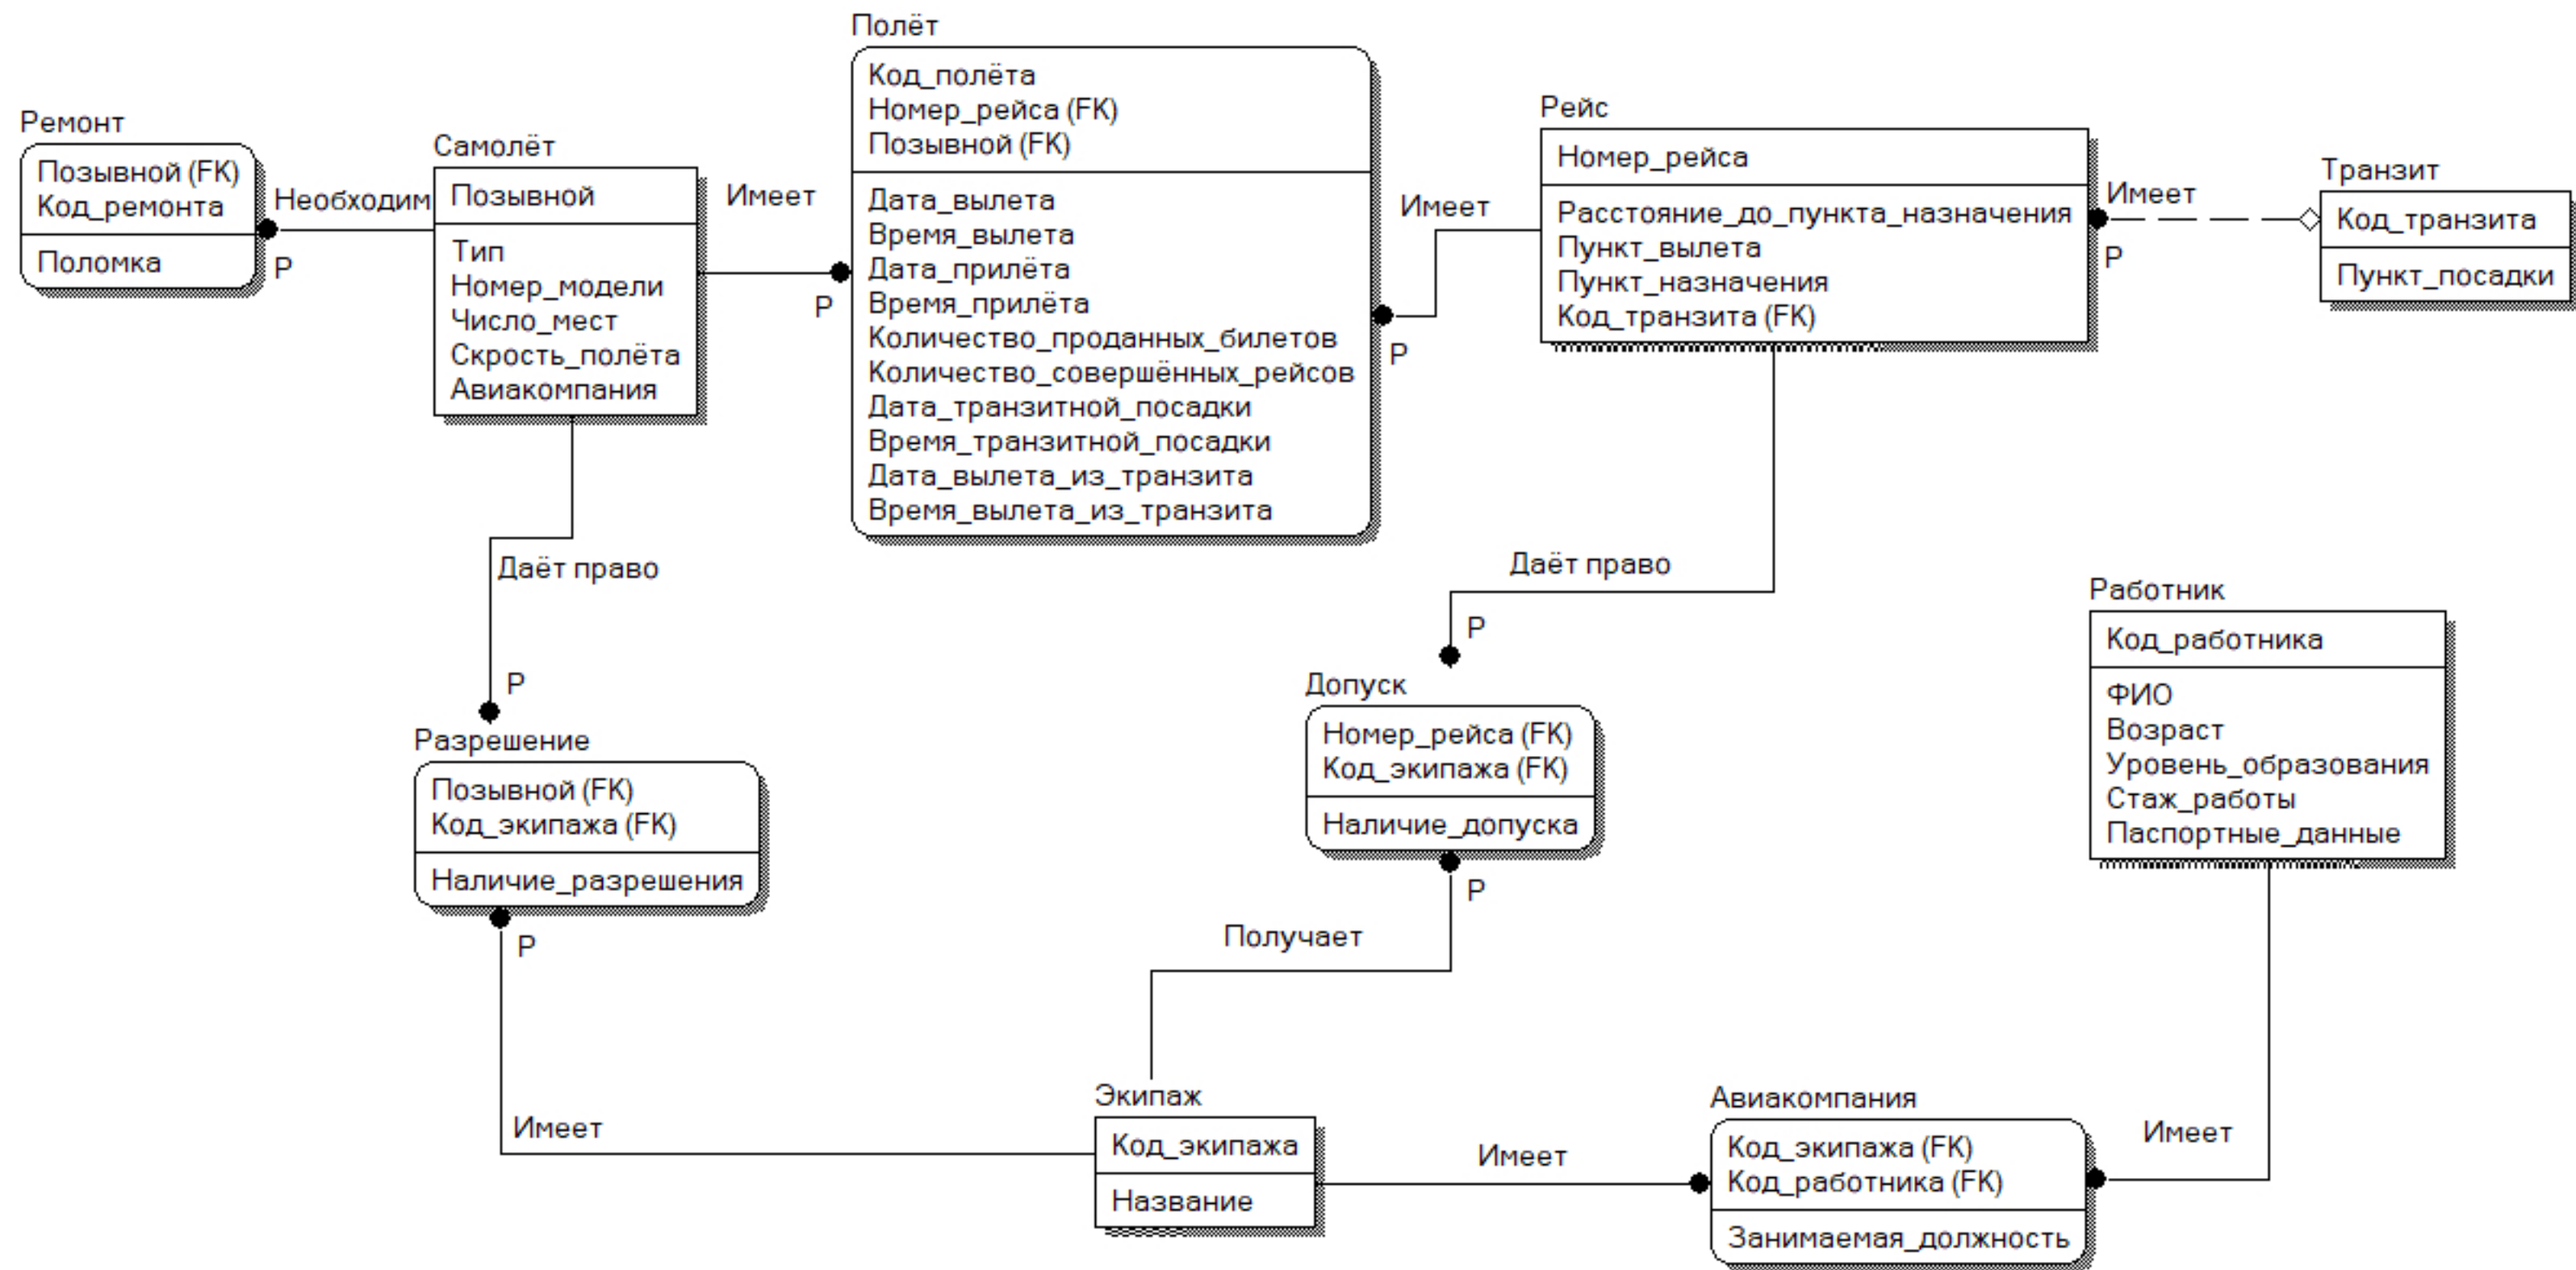 Ремонт
Позывной (FK)
Код_ремонта
Поломка
Необходим
P
Самолёт
Позывной
Тип
Номер_модели
Число_мест
Скрость_полёта
Авиакомпания
Имеет
P
Полёт
Код_полёта
Номер_рейса (FK)
Позывной (FK)
Дата_вылета
Время_вылета
Дата_прилёта
Время_прилёта
Количество_проданных_билетов
Количество_совершённых_рейсов
Дата_транзитной_посадки
Время_транзитной_посадки
Дата_вылета_из_транзита
Время_вылета_из_транзита
Имеет
P
Рейс
Номер_рейса
Расстояние_до_пункта_назначения
Пункт_вылета
Пункт_назначения
Код_транзита (FK)
Имеет
P
Транзит
Код_транзита
Пункт_посадки
Даёт право
P
Даёт право
P
Разрешение
Позывной (FK)
Код_экипажа (FK)
Наличие_разрешения
P
Допуск
Номер_рейса (FK)
Код_экипажа (FK)
Наличие_допуска
P
Работник
Код_работника
ФИО
Возраст
Уровень_образования
Стаж_работы
Паспортные_данные
Получает
Имеет
Экипаж
Код_экипажа
Название
Имеет
Авиакомпания
Код_экипажа (FK)
Код_работника (FK)
Занимаемая_должность
Имеет